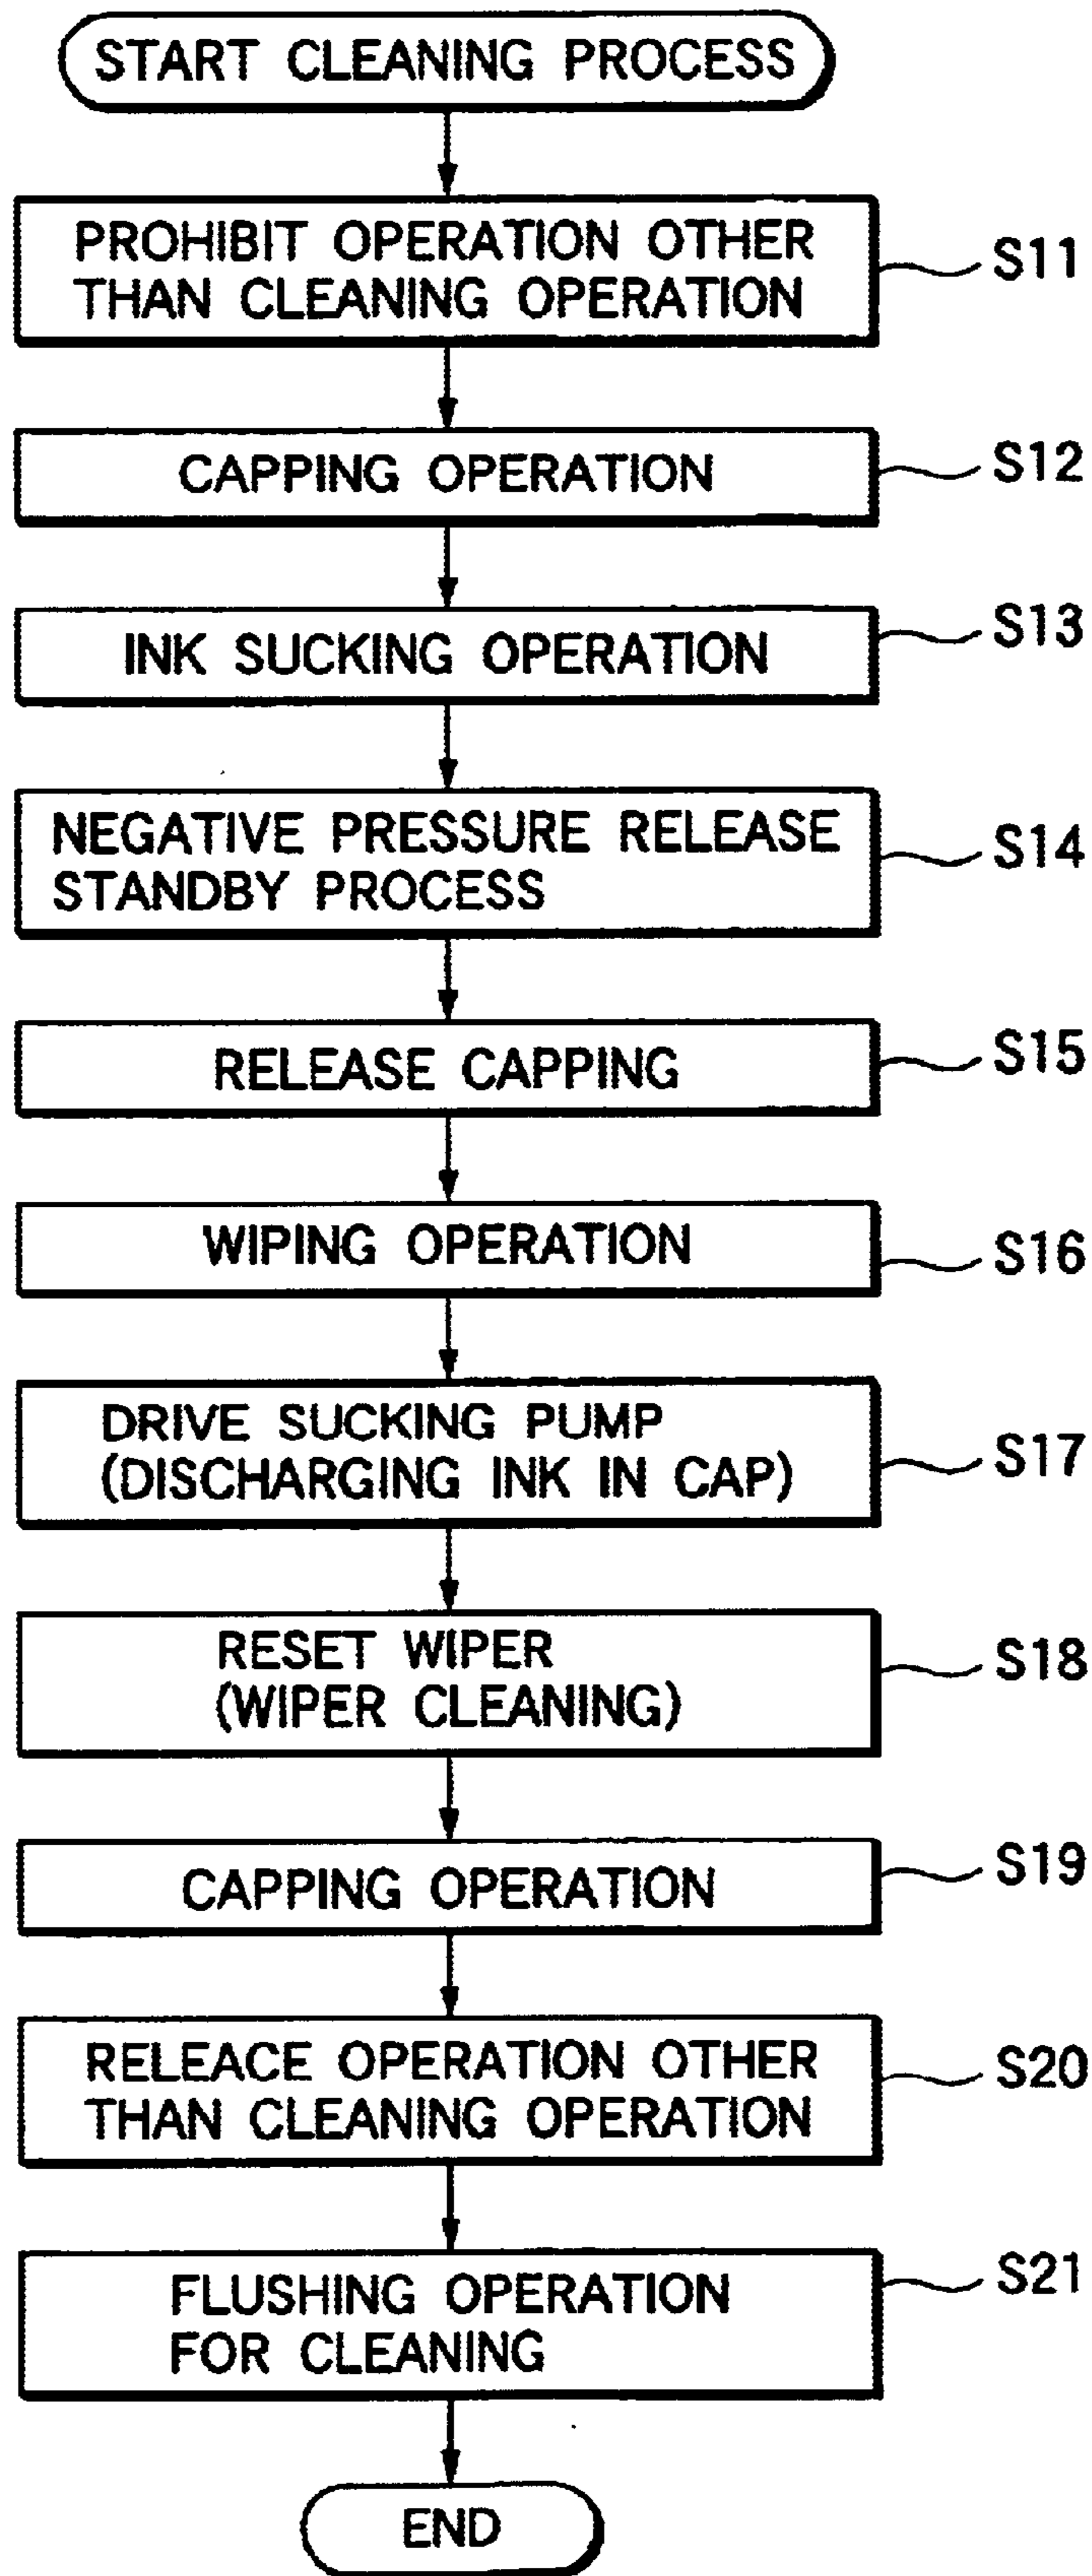 START CLEANING PROCESS
PROHIBIT OPERATION OTHER
THAN CLEANING OPERATION
S11
CAPPING OPERATION
S12
INK SUCKING OPERATION
S13
NEGATIVE PRESSURE RELEASE
STANDBY PROCESS
S14
RELEASE CAPPING
S15
WIPING OPERATION
S16
DRIVE SUCKING PUMP
(DISCHARGING INK IN CAP)
S17
RESET WIPER
(WIPER CLEANING)
S18
CAPPING OPERATION
S19
RELEACE OPERATION OTHER
THAN CLEANING OPERATION
S20
FLUSHING OPERATION
FOR CLEANING
S21
END